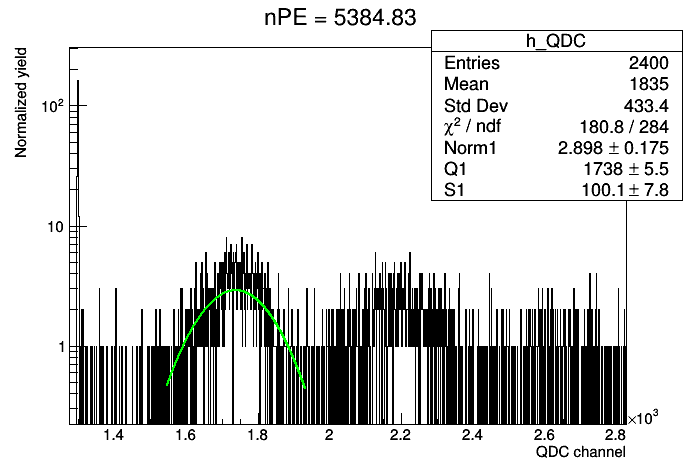 nPE = 5384.83
h_QDC
Entries 2400
Mean 1835
Std Dev 433.4
χ² / ndf 180.8 / 284
Norm1 2.898 ± 0.175
Q1 1738 ± 5.5
S1 100.1 ± 7.8
Normalized yield
10²
10
1
1.4 1.6 1.8 2 2.2 2.4 2.6 2.8
×10³
QDC channel